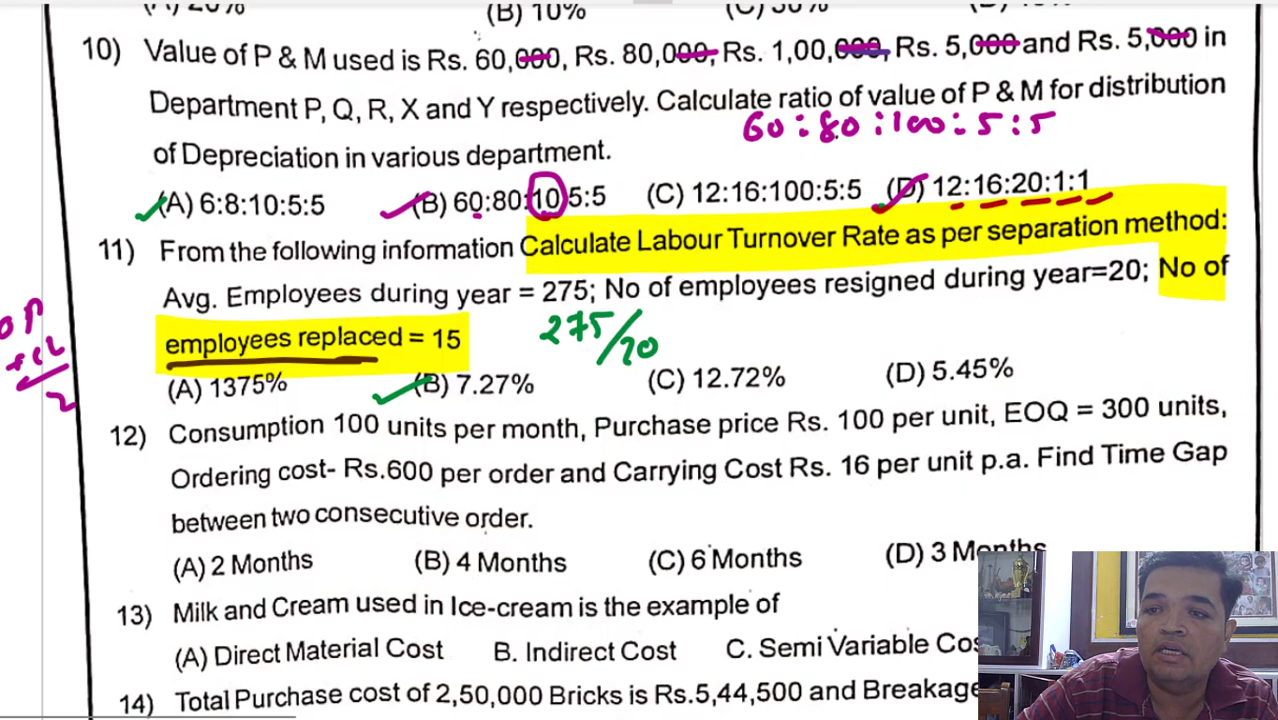 (B) 10%
10) Value of P & M used is Rs. 60,000, Rs. 80,000, Rs. 1,00,000, Rs. 5,000 and Rs. 5,000 in
Department P, Q, R, X and Y respectively. Calculate ratio of value of P & M for distribution
60:80:100:5:5
of Depreciation in various department.
(A) 6:8:10:5:5 (B) 60:80:10:5:5 (C) 12:16:100:5:5 (D) 12:16:20:1:1
11) From the following information Calculate Labour Turnover Rate as per separation method:
Avg. Employees during year = 275; No of employees resigned during year=20; No of
employees replaced = 15
275/20
(A) 1375% (B) 7.27% (C) 12.72% (D) 5.45%
12) Consumption 100 units per month, Purchase price Rs. 100 per unit, EOQ = 300 units,
Ordering cost- Rs.600 per order and Carrying Cost Rs. 16 per unit p.a. Find Time Gap
between two consecutive order.
(A) 2 Months (B) 4 Months (C) 6 Months (D) 3 Months
13) Milk and Cream used in Ice-cream is the example of
(A) Direct Material Cost B. Indirect Cost C. Semi Variable Cos
14) Total Purchase cost of 2,50,000 Bricks is Rs.5,44,500 and Breakage